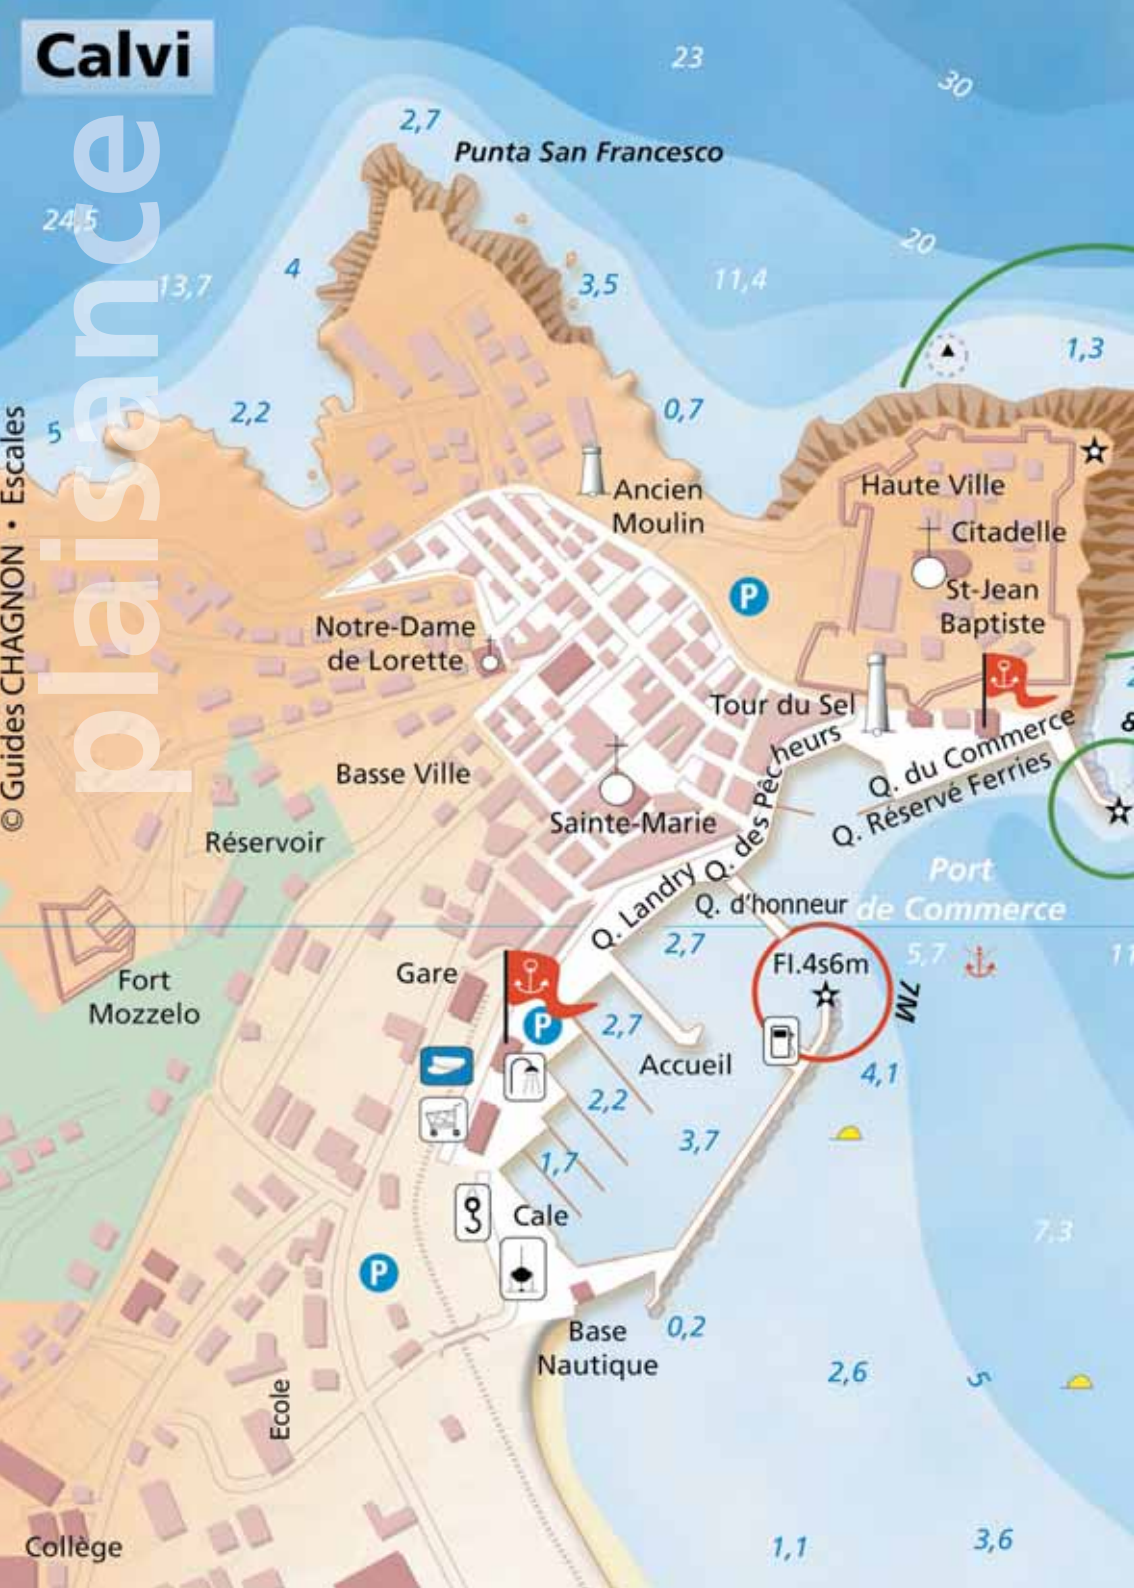 Calvi
23
30
2,7
Punta San Francesco
24,5
20
4
13,7
3,5
11,4
1,3
2,2
0,7
5
plaisance
© Guides CHAGNON • Escales
Ancien
Moulin
Haute Ville
Citadelle
St-Jean
Baptiste
P
Notre-Dame
de Lorette
Tour du Sel
Q. des Pêcheurs
Q. du Commerce
Q. Réservé Ferries
Basse Ville
Sainte-Marie
Réservoir
Port
de Commerce
Q. Landry
Q. d'honneur
2,7
5,7
11
Fl.4s6m
7M
Gare
Fort
Mozzelo
P
2,7
Accueil
4,1
2,2
3,7
1,7
Cale
7,3
P
0,2
Base
Nautique
2,6
5
Ecole
1,1
3,6
Collège